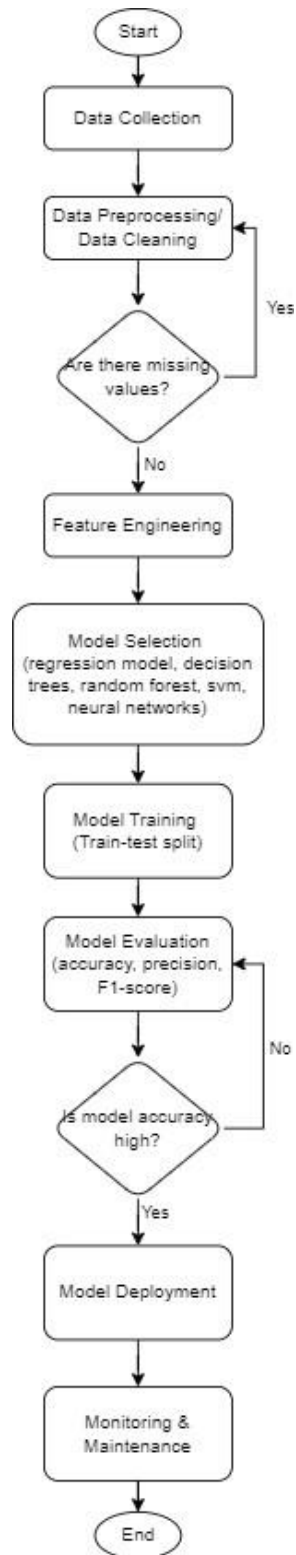 Start
Data Collection
Data Preprocessing/
Data Cleaning
Yes
Are there missing
values?
No
Feature Engineering
Model Selection
(regression model, decision
trees, random forest, svm,
neural networks)
Model Training
(Train-test split)
Model Evaluation
(accuracy, precision,
F1-score)
No
Is model accuracy
high?
Yes
Model Deployment
Monitoring &
Maintenance
End